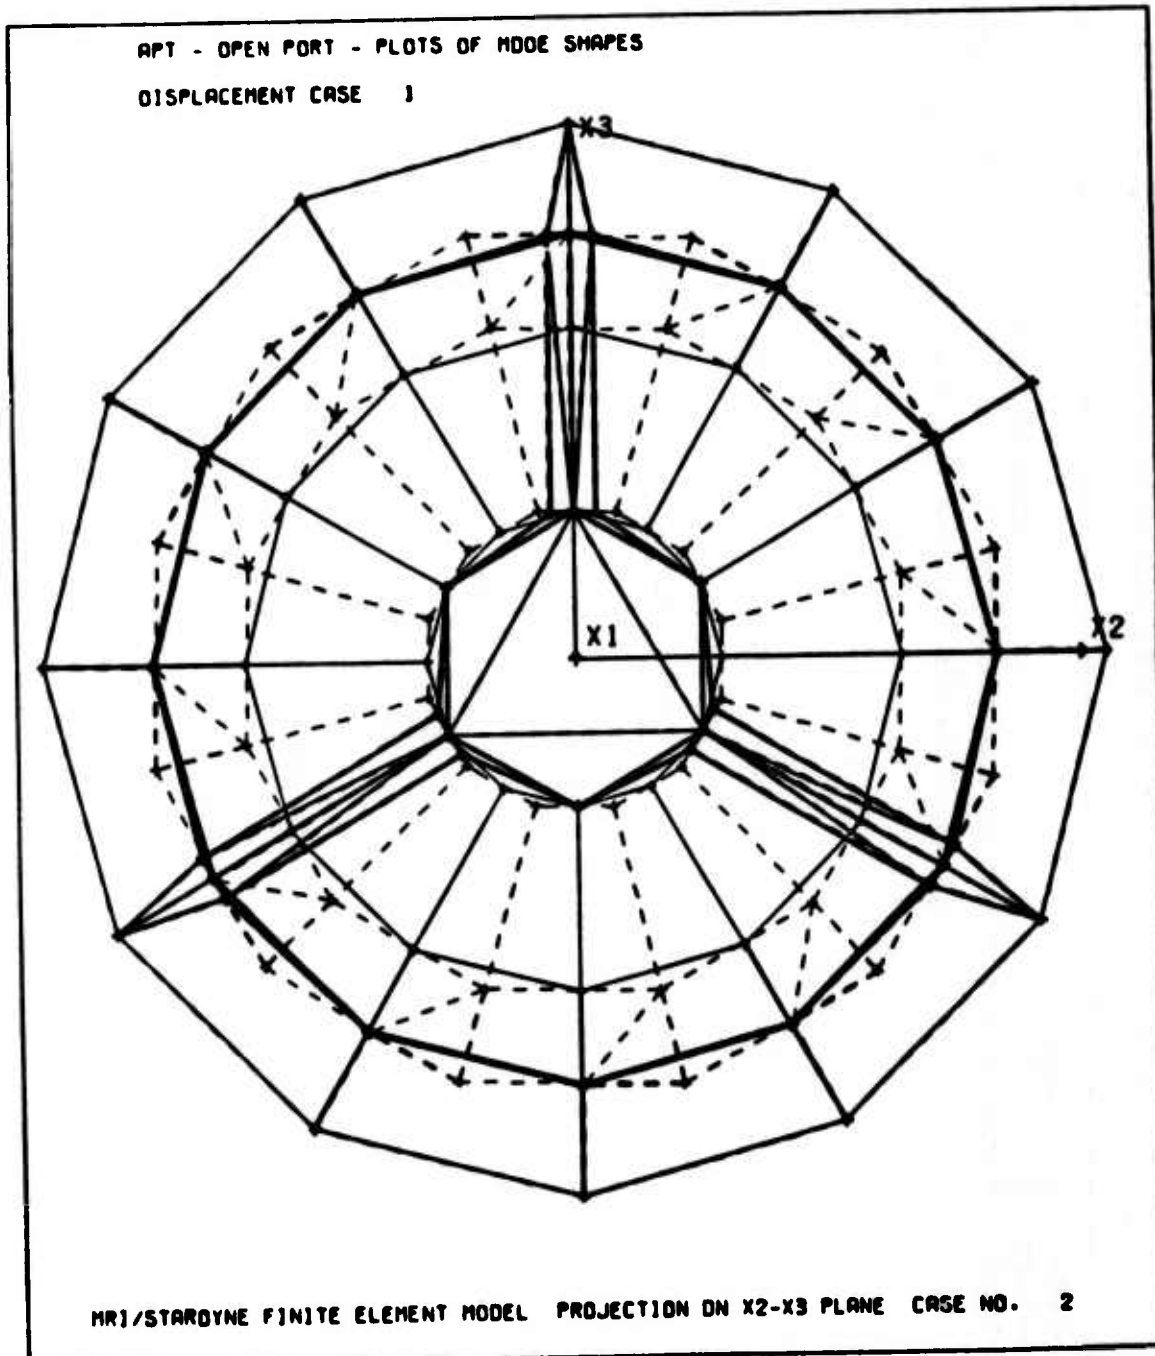 APT - OPEN PORT - PLOTS OF MODE SHAPES
DISPLACEMENT CASE 1
X3
X1
X2
MRI/STARDYNE FINITE ELEMENT MODEL PROJECTION ON X2-X3 PLANE CASE NO. 2